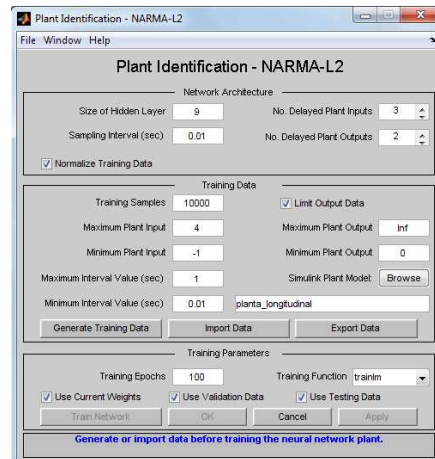 Plant Identification - NARMA-L2
File Window Help
Plant Identification - NARMA-L2
Network Architecture
Size of Hidden Layer 9 No. Delayed Plant Inputs 3
Sampling Interval (sec) 0.01 No. Delayed Plant Outputs 2
Normalize Training Data
Training Data
Training Samples 10000 Limit Output Data
Maximum Plant Input 4 Maximum Plant Output Inf
Minimum Plant Input -1 Minimum Plant Output 0
Maximum Interval Value (sec) 1 Simulink Plant Model: Browse
Minimum Interval Value (sec) 0.01 planta_longitudinal
Generate Training Data Import Data Export Data
Training Parameters
Training Epochs 100 Training Function trainlm
Use Current Weights Use Validation Data Use Testing Data
Train Network OK Cancel Apply
Generate or import data before training the neural network plant.